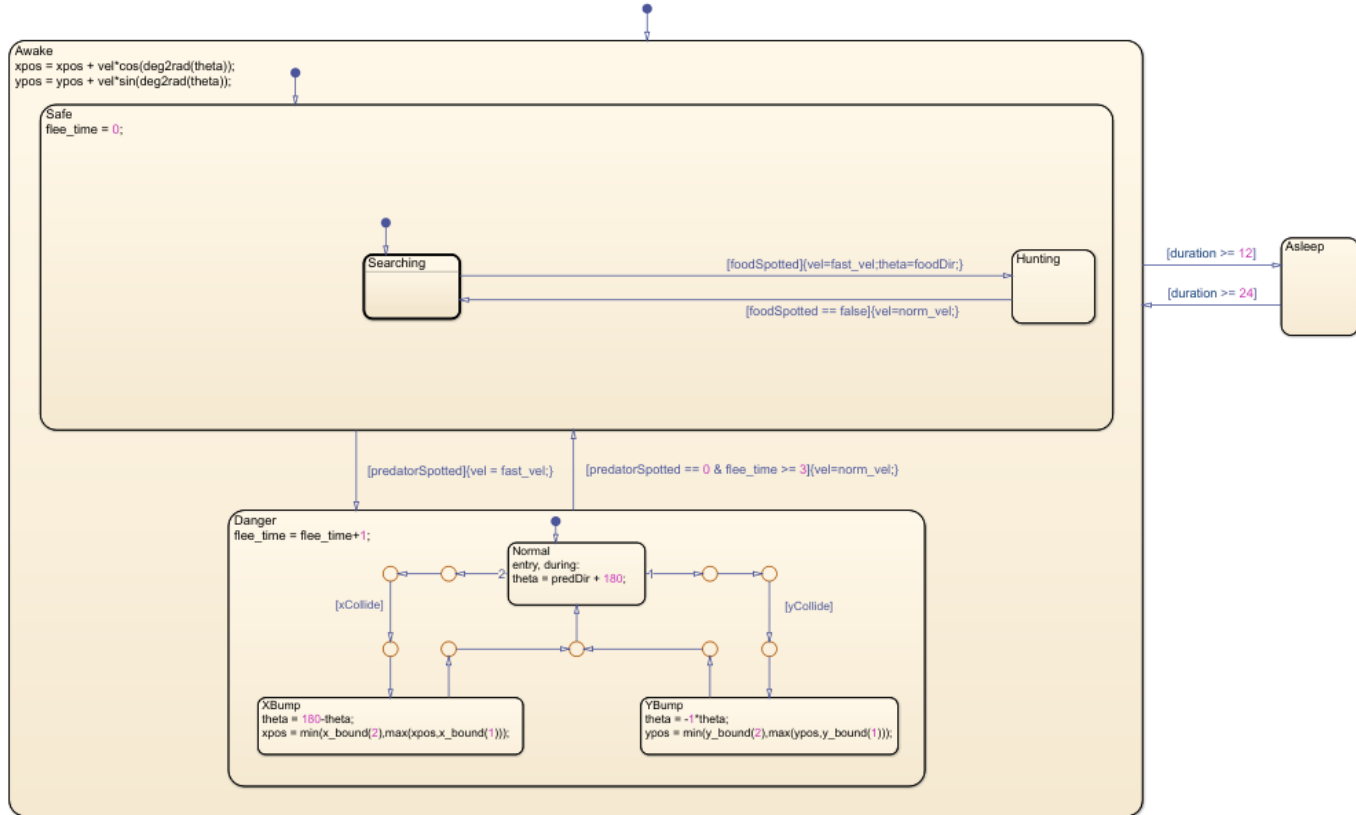 Awake
xpos = xpos + vel*cos(deg2rad(theta));
ypos = ypos + vel*sin(deg2rad(theta));
Safe
flee_time = 0;
Searching
[foodSpotted]{vel=fast_vel;theta=foodDir;}
[foodSpotted == false]{vel=norm_vel;}
Hunting
[duration >= 12]
[duration >= 24]
Asleep
[predatorSpotted]{vel = fast_vel;}
[predatorSpotted == 0 & flee_time >= 3]{vel=norm_vel;}
Danger
flee_time = flee_time+1;
Normal
entry, during:
theta = predDir + 180;
2
1
[xCollide]
[yCollide]
XBump
theta = 180-theta;
xpos = min(x_bound(2),max(xpos,x_bound(1)));
YBump
theta = -1*theta;
ypos = min(y_bound(2),max(ypos,y_bound(1)));